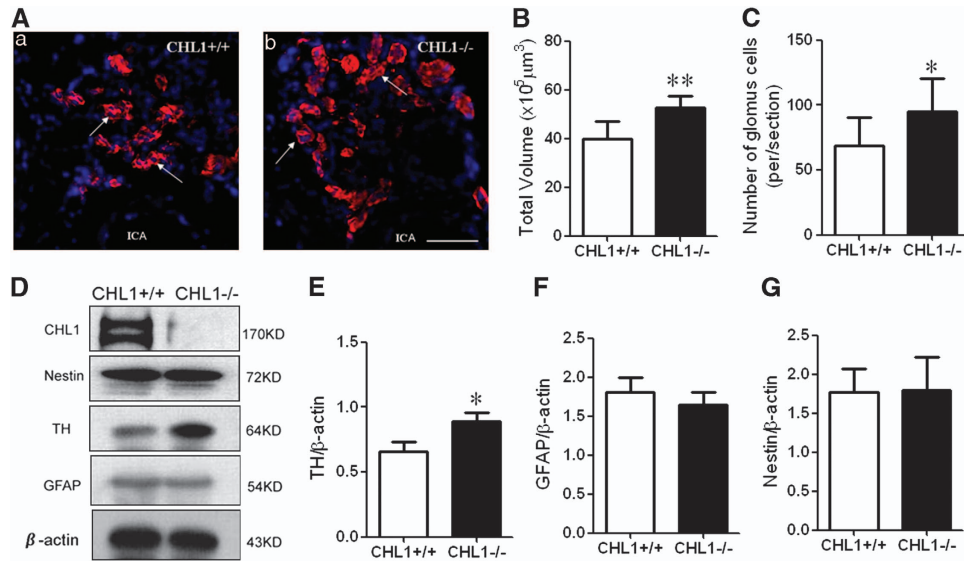 A
a
CHL1+/+
ICA
b
CHL1-/-
ICA
B
Total Volume (×10⁵μm³)
80
60
40
20
0
**
CHL1+/+ CHL1-/-
C
Number of glomus cells
(per/section)
150
100
50
0
*
CHL1+/+ CHL1-/-
D
CHL1+/+ CHL1-/-
CHL1 170KD
Nestin 72KD
TH 64KD
GFAP 54KD
β-actin 43KD
E
TH/β-actin
1.5
1.0
0.5
0.0
*
CHL1+/+ CHL1-/-
F
GFAP/β-actin
2.5
2.0
1.5
1.0
0.5
0.0
CHL1+/+ CHL1-/-
G
Nestin/β-actin
2.5
2.0
1.5
1.0
0.5
0.0
CHL1+/+ CHL1-/-